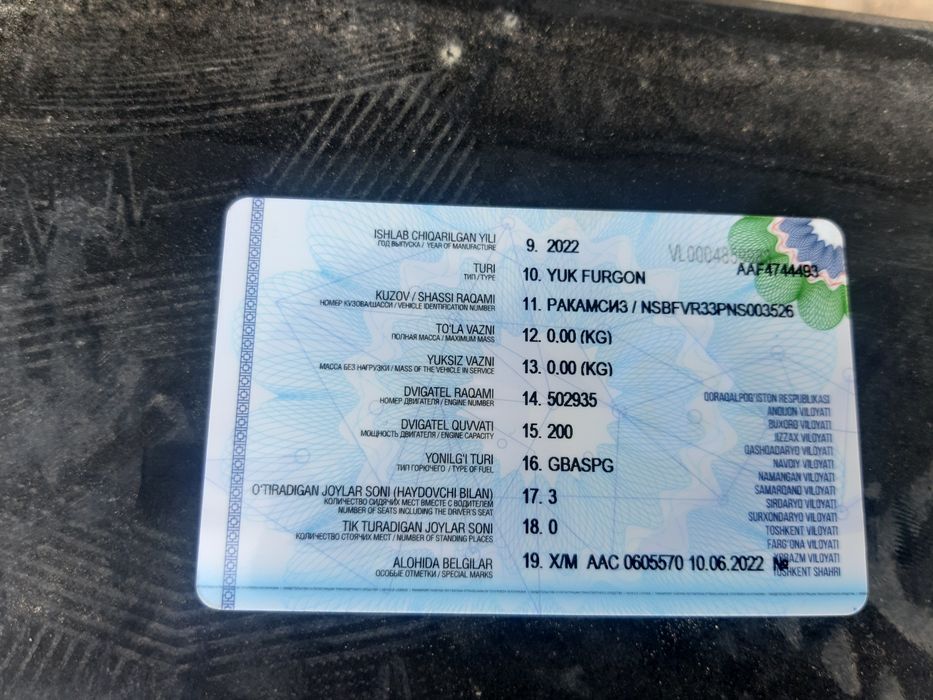 ISHLAB CHIQARILGAN YILI
ГОД ВЫПУСКА / YEAR OF MANUFACTURE
9. 2022
AAF4744493
TURI
ТИП / TYPE
10. YUK FURGON
KUZOV / SHASSI RAQAMI
НОМЕР КУЗОВА/ШАССИ / VEHICLE IDENTIFICATION NUMBER
11. РАКАМСИЗ / NSBFVR33PNS003526
TO'LA VAZNI
ПОЛНАЯ МАССА / MAXIMUM MASS
12. 0.00 (KG)
YUKSIZ VAZNI
МАССА БЕЗ НАГРУЗКИ / MASS OF THE VEHICLE IN SERVICE
13. 0.00 (KG)
DVIGATEL RAQAMI
НОМЕР ДВИГАТЕЛЯ / ENGINE NUMBER
14. 502935
DVIGATEL QUVVATI
МОЩНОСТЬ ДВИГАТЕЛЯ / ENGINE CAPACITY
15. 200
YONILG'I TURI
ТИП ГОРЮЧЕГО / TYPE OF FUEL
16. GBASPG
O'TIRADIGAN JOYLAR SONI (HAYDOVCHI BILAN)
КОЛИЧЕСТВО СИДЯЧИХ МЕСТ ВМЕСТЕ С ВОДИТЕЛЕМ
NUMBER OF SEATS INCLUDING THE DRIVER'S SEAT
17. 3
TIK TURADIGAN JOYLAR SONI
КОЛИЧЕСТВО СТОЯЧИХ МЕСТ / NUMBER OF STANDING PLACES
18. 0
ALOHIDA BELGILAR
ОСОБЫЕ ОТМЕТКИ / SPECIAL MARKS
19. X/M AAC 0605570 10.06.2022 №
QORAQALPOG'ISTON RESPUBLIKASI
ANDIJON VILOYATI
BUXORO VILOYATI
JIZZAX VILOYATI
QASHQADARYO VILOYATI
NAVOIY VILOYATI
NAMANGAN VILOYATI
SAMARQAND VILOYATI
SIRDARYO VILOYATI
SURXONDARYO VILOYATI
TOSHKENT VILOYATI
FARG'ONA VILOYATI
XORAZM VILOYATI
TOSHKENT SHAHRI